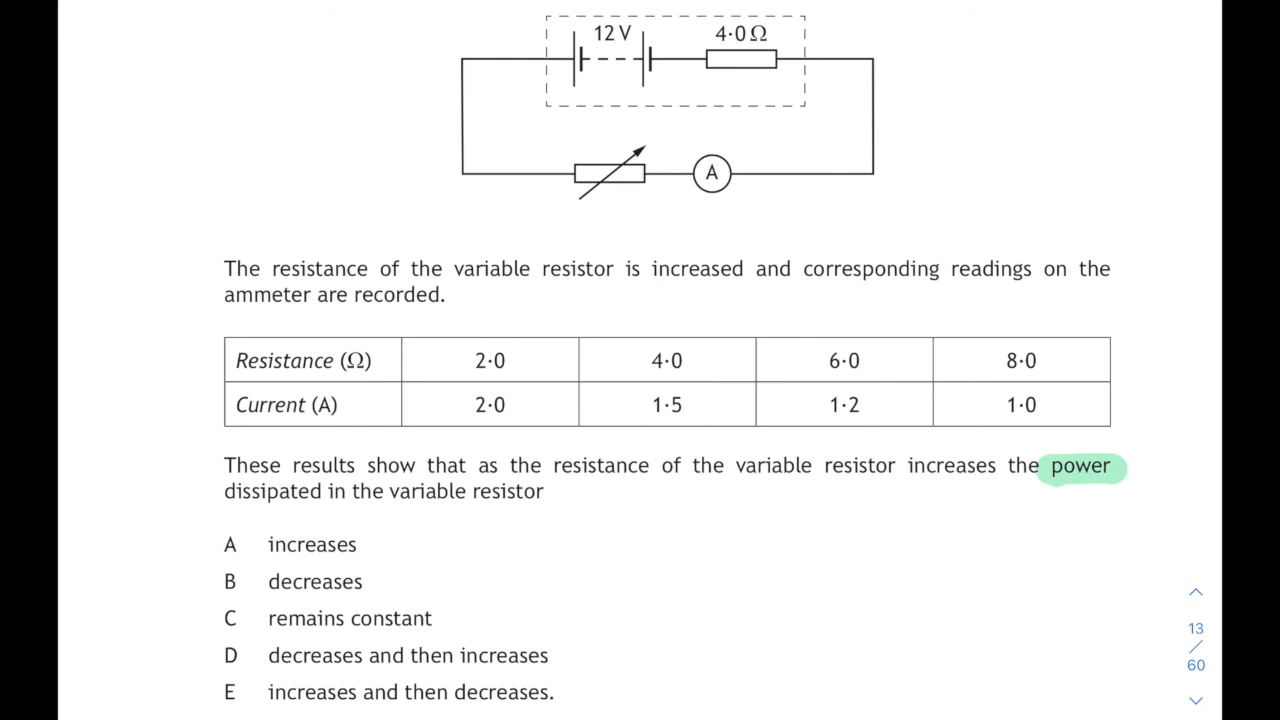 12 V 4·0 Ω
A
The resistance of the variable resistor is increased and corresponding readings on the
ammeter are recorded.
Resistance (Ω) 2·0 4·0 6·0 8·0
Current (A) 2·0 1·5 1·2 1·0
These results show that as the resistance of the variable resistor increases the power
dissipated in the variable resistor
A increases
B decreases
C remains constant
D decreases and then increases
E increases and then decreases.
13
/
60